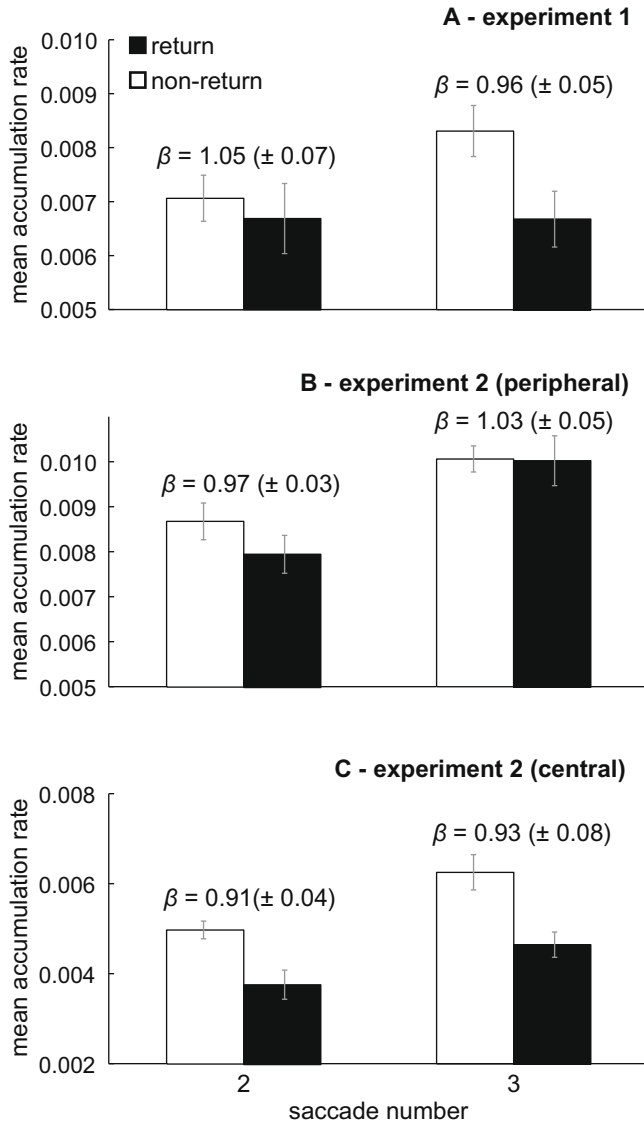 A - experiment 1
0.010
0.009
0.008
0.007
0.006
0.005
mean accumulation rate
return
non-return
β = 1.05 (± 0.07)
β = 0.96 (± 0.05)
B - experiment 2 (peripheral)
0.010
0.009
0.008
0.007
0.006
0.005
mean accumulation rate
β = 0.97 (± 0.03)
β = 1.03 (± 0.05)
C - experiment 2 (central)
0.008
0.006
0.004
0.002
mean accumulation rate
β = 0.91(± 0.04)
β = 0.93 (± 0.08)
2 3
saccade number